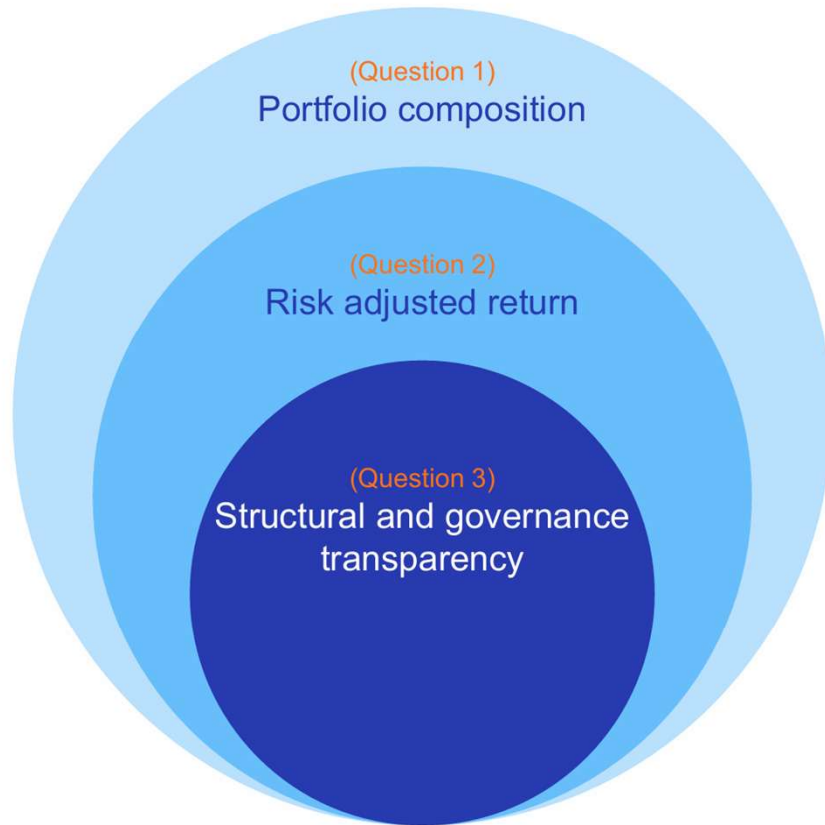 (Question 1)
Portfolio composition
(Question 2)
Risk adjusted return
(Question 3)
Structural and governance
transparency